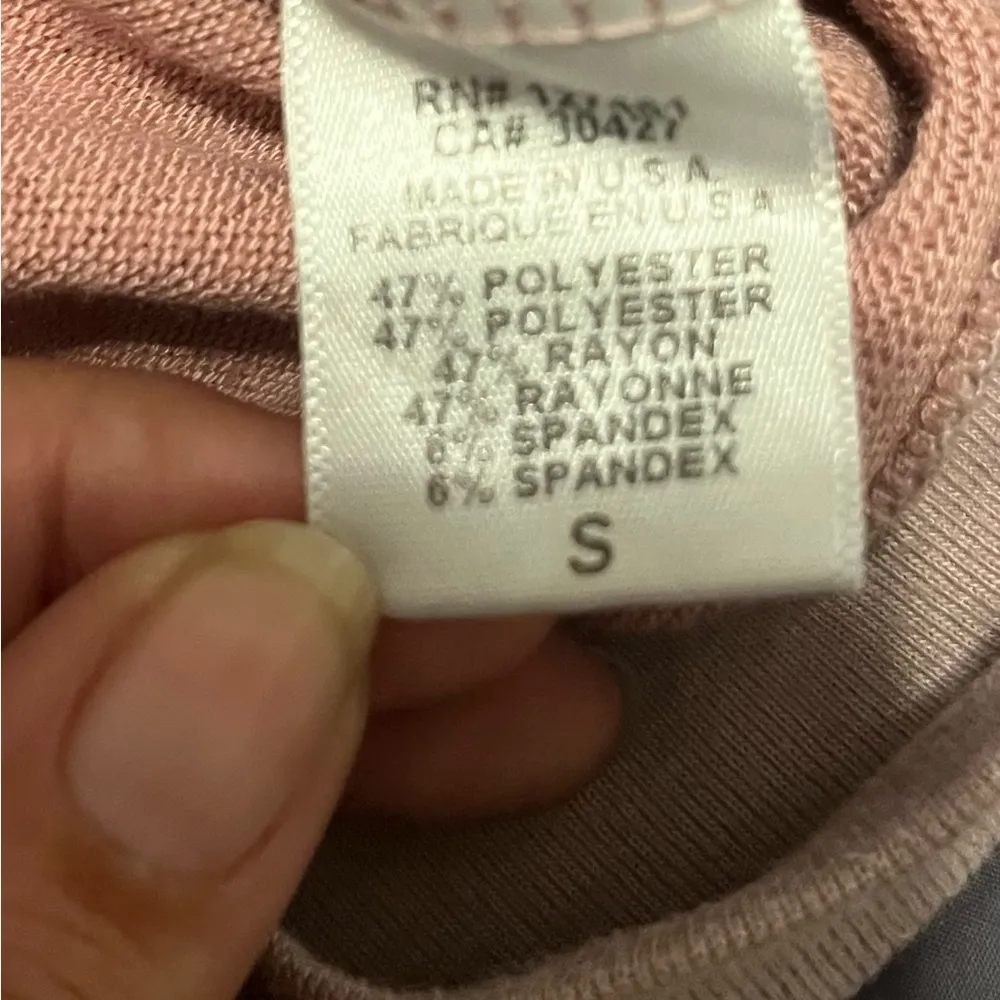 RN#
CA# 30427
MADE IN U S A
FABRIQUE EN U S A
47% POLYESTER
47% POLYESTER
47% RAYON
47% RAYONNE
6% SPANDEX
6% SPANDEX
S